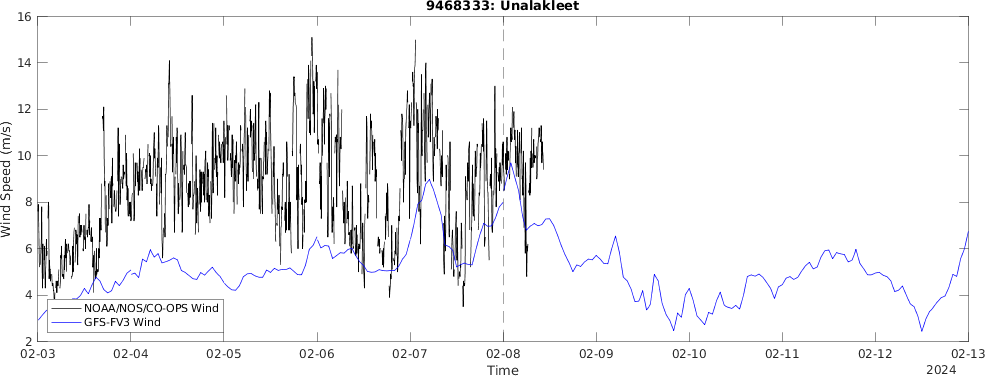 9468333: Unalakleet
16
14
12
10
8
6
4
2
Wind Speed (m/s)
NOAA/NOS/CO-OPS Wind
GFS-FV3 Wind
02-03 02-04 02-05 02-06 02-07 02-08 02-09 02-10 02-11 02-12 02-13
Time
2024